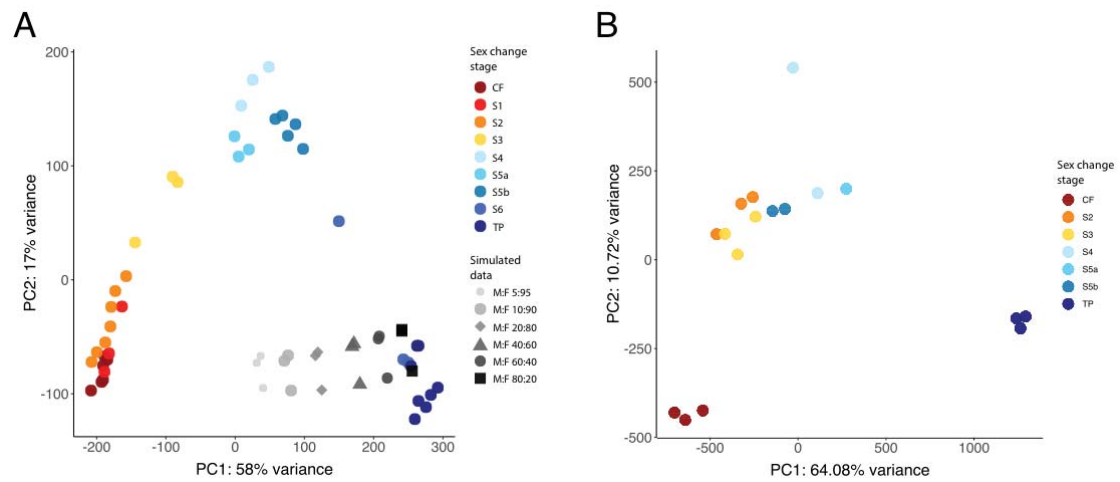 A
200
100
0
-100
PC2: 17% variance
-200
-100
0
100
200
300
PC1: 58% variance
Sex change
stage
CF
S1
S2
S3
S4
S5a
S5b
S6
TP
Simulated
data
M:F 5:95
M:F 10:90
M:F 20:80
M:F 40:60
M:F 60:40
M:F 80:20
B
500
250
0
-250
-500
PC2: 10.72% variance
-500
0
500
1000
PC1: 64.08% variance
Sex change
stage
CF
S2
S3
S4
S5a
S5b
TP